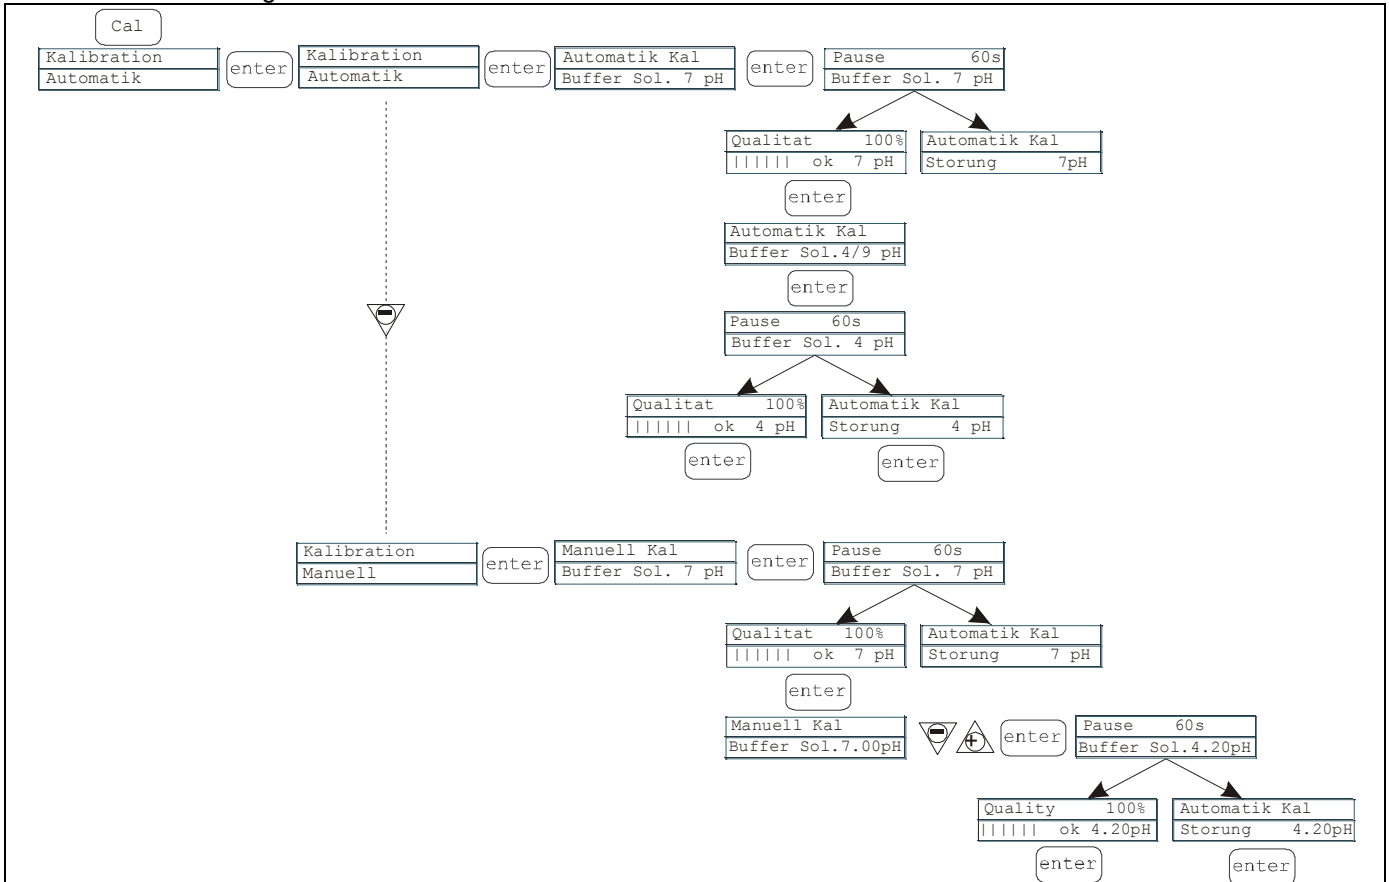 Cal
Kalibration
Automatik
enter
Kalibration
Automatik
enter
Automatik Kal
Buffer Sol. 7 pH
enter
Pause 60s
Buffer Sol. 7 pH
Qualitat 100%
|||||| ok 7 pH
Automatik Kal
Storung 7pH
enter
Automatik Kal
Buffer Sol.4/9 pH
enter
Pause 60s
Buffer Sol. 4 pH
Qualitat 100%
|||||| ok 4 pH
Automatik Kal
Storung 4 pH
enter
enter
Kalibration
Manuell
enter
Manuell Kal
Buffer Sol. 7 pH
enter
Pause 60s
Buffer Sol. 7 pH
Qualitat 100%
|||||| ok 7 pH
Automatik Kal
Storung 7 pH
enter
Manuell Kal
Buffer Sol.7.00pH
enter
Pause 60s
Buffer Sol.4.20pH
Quality 100%
|||||| ok 4.20pH
Automatik Kal
Storung 4.20pH
enter
enter